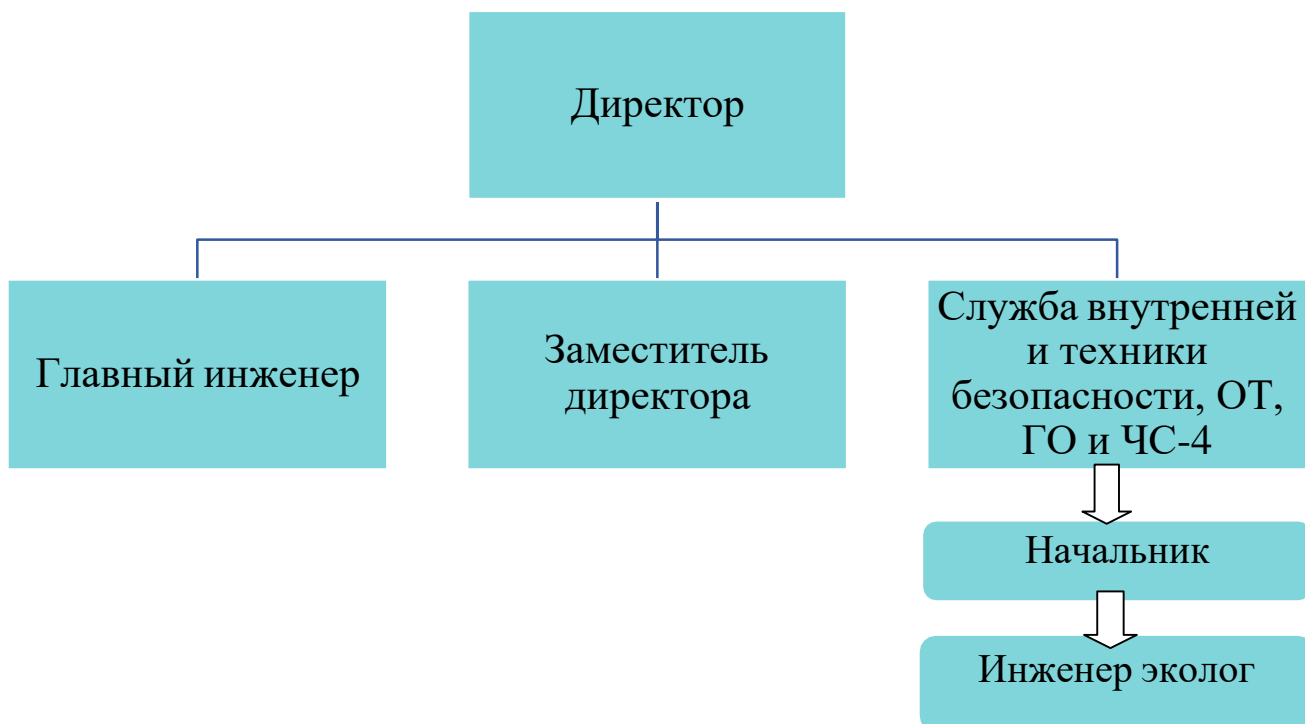 Директор
Главный инженер
Заместитель
директора
Служба внутренней
и техники
безопасности, ОТ,
ГО и ЧС-4
Начальник
Инженер эколог